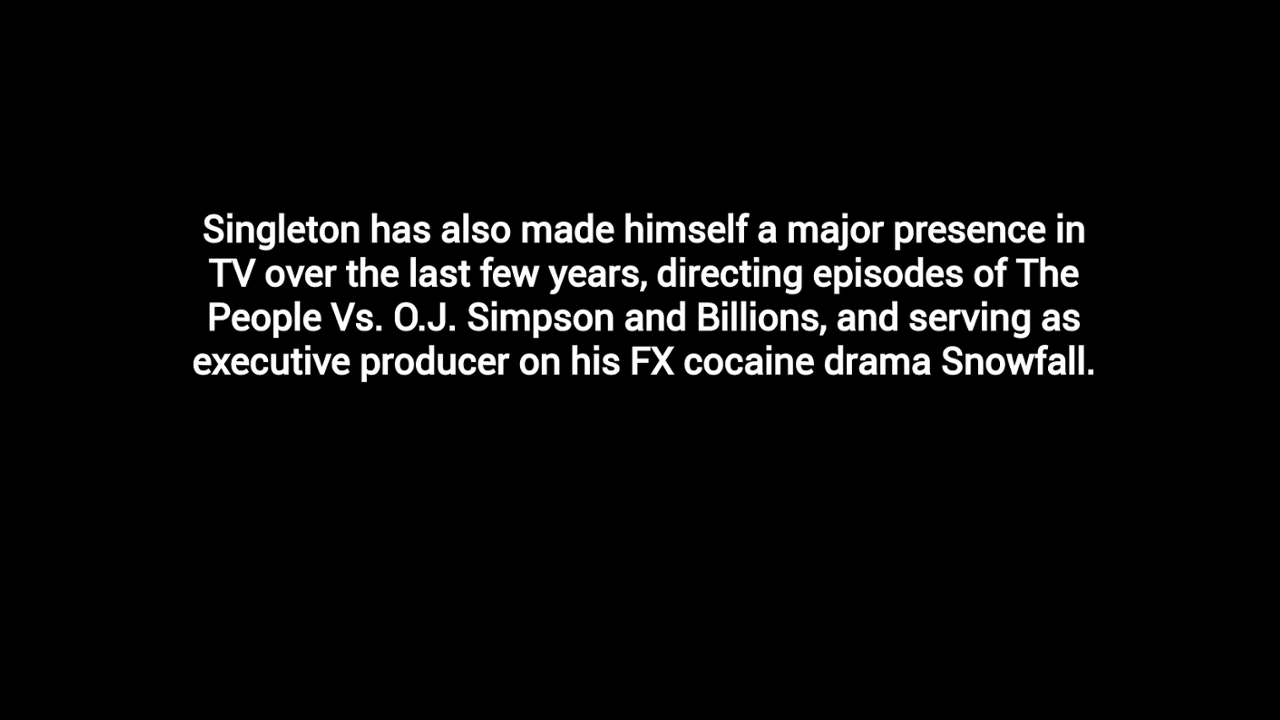 Singleton has also made himself a major presence in
TV over the last few years, directing episodes of The
People Vs. O.J. Simpson and Billions, and serving as
executive producer on his FX cocaine drama Snowfall.